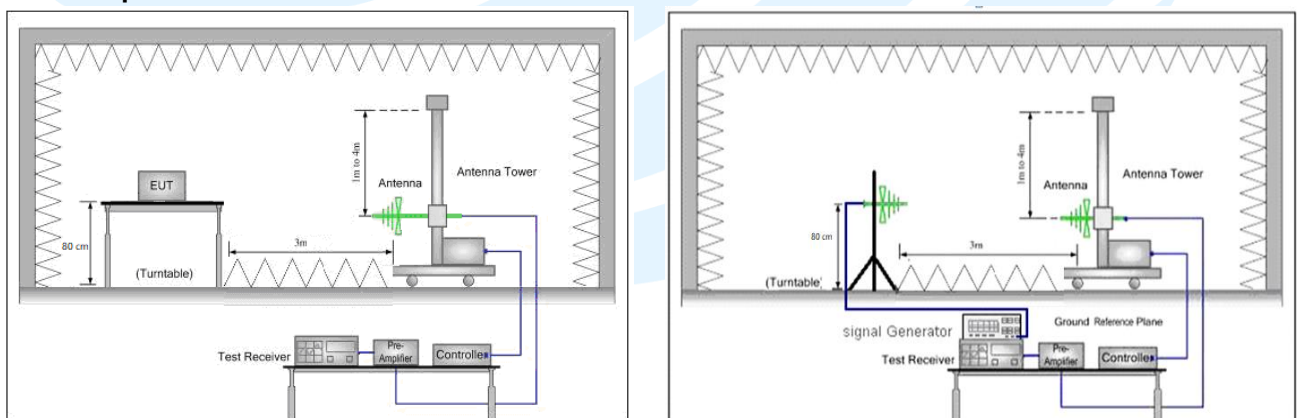 EUT
80 cm
(Turntable)
3m
1m to 4m
Antenna
Antenna Tower
Test Receiver
Pre-
Amplifier
Controller
1m to 4m
Antenna
Antenna Tower
80 cm
3m
(Turntable)
signal Generator
Ground Reference Plane
Test Receiver
Pre-
Amplifier
Controller